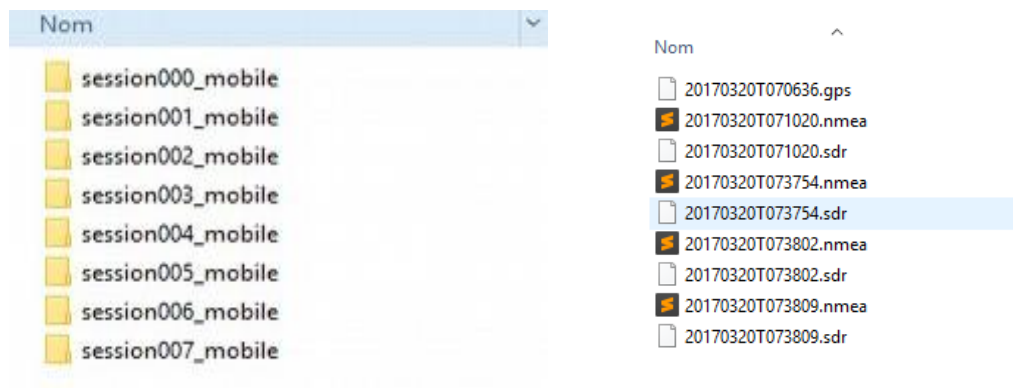 Nom
session000_mobile
session001_mobile
session002_mobile
session003_mobile
session004_mobile
session005_mobile
session006_mobile
session007_mobile
Nom
20170320T070636.gps
20170320T071020.nmea
20170320T071020.sdr
20170320T073754.nmea
20170320T073754.sdr
20170320T073802.nmea
20170320T073802.sdr
20170320T073809.nmea
20170320T073809.sdr